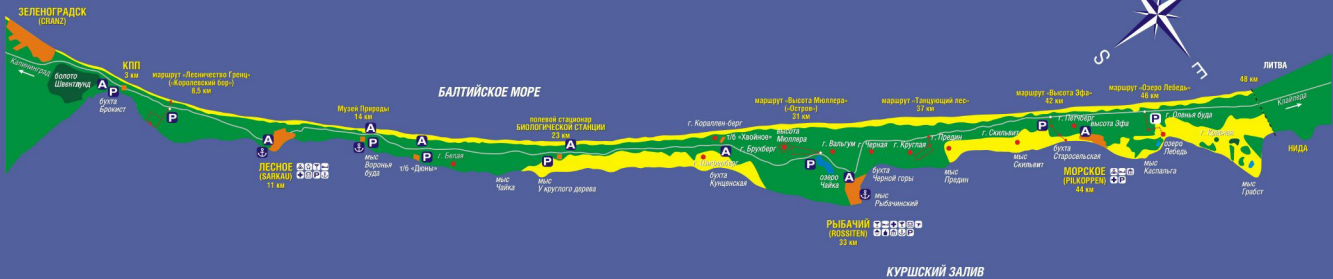 ЗЕЛЕНОГРАДСК
(CRANZ)
Калининград
болото
Швентлунд
A
P
бухта
Брокист
КПП
3 км
маршрут «Лесничество Гренц»
(«Королевский бор»)
6,5 км
P
A
ЛЕСНОЕ
(SARKAU)
11 км
БАЛТИЙСКОЕ МОРЕ
Музей Природы
14 км
A
P
мыс
Воронья
буда
A
т/б «Дюны»
г. Белая
мыс
Чайка
полевой стационар
БИОЛОГИЧЕСКОЙ СТАНЦИИ
23 км
P
мыс
У круглого дерева
г. Кораллен-берг
т/б «Хвойное»
г. Брухберг
A
бухта
Кунценская
маршрут «Высота Мюллера»
(«Остров»)
31 км
высота
Мюллера
P
озеро
Чайка
г. Вальгум
A
г. Черная
бухта
Черной горы
мыс
Рыбачинский
РЫБАЧИЙ
(ROSSITEN)
33 км
маршрут «Танцующий лес»
37 км
г. Круглая
г. Предин
мыс
Предин
г. Скильвит
мыс
Скильвит
маршрут «Высота Эфа»
42 км
P
г. Петчберг
высота Эфа
A
бухта
Старосельская
МОРСКОЕ
(PILKOPPEN)
44 км
маршрут «Озеро Лебедь»
46 км
P
г. Оленья буда
озеро
Лебедь
мыс
Каспальга
48 км
ЛИТВА
Клайпеда
НИДА
мыс
Грабст
S
E
КУРШСКИЙ ЗАЛИВ